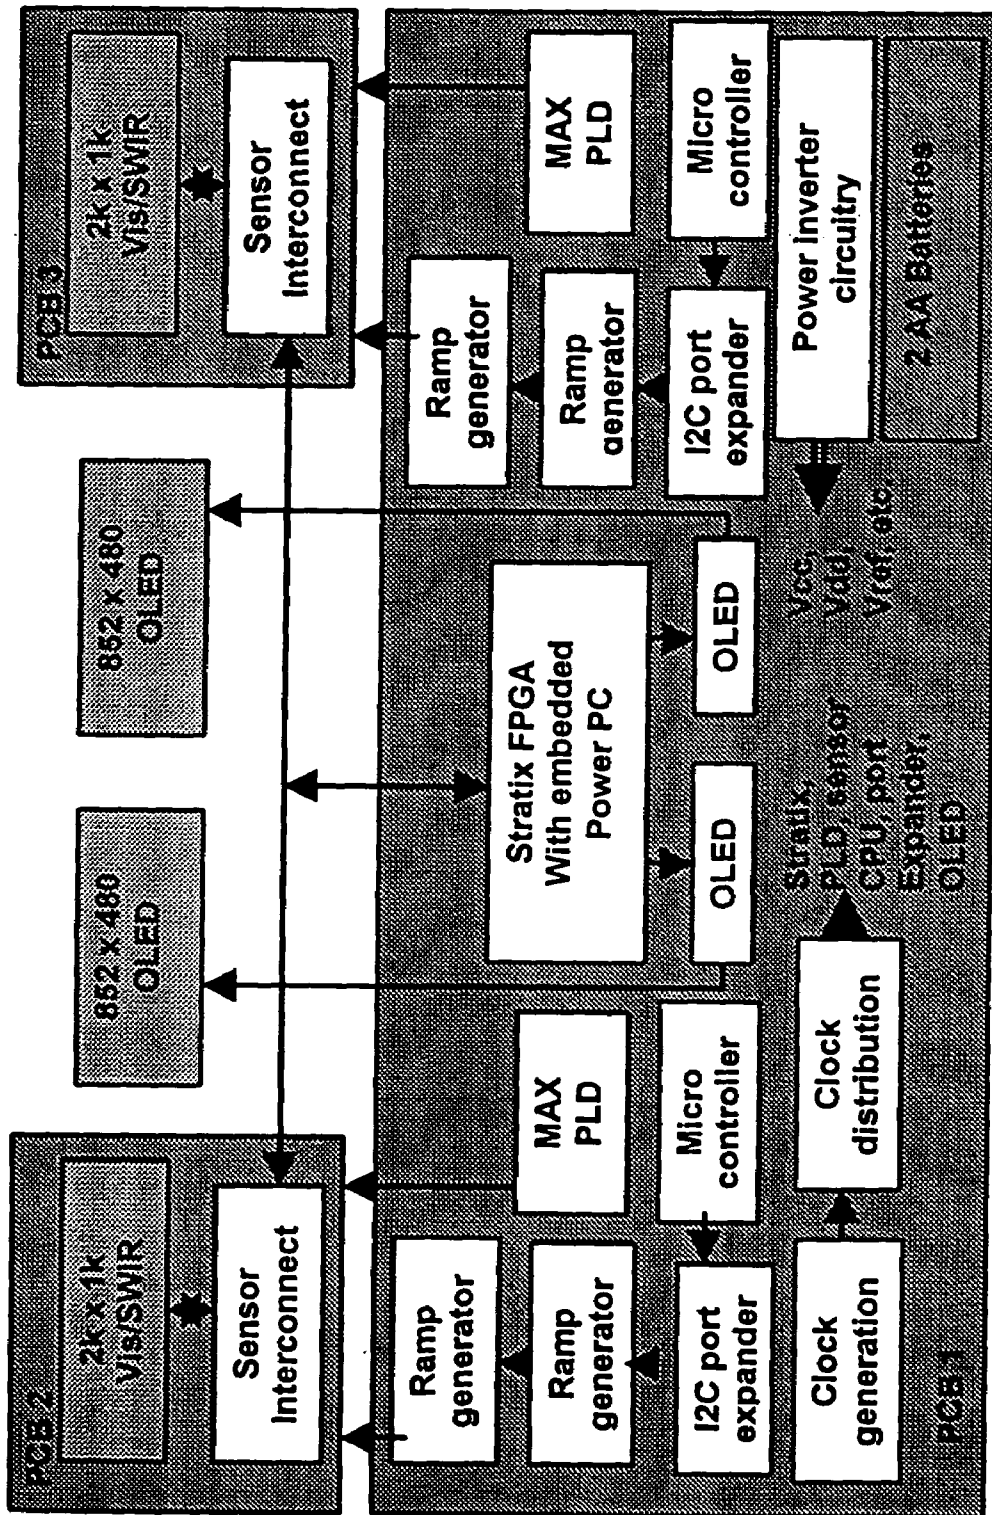 PCB 2
2k x 1k
Vis/SWIR
Sensor
Interconnect
852 x 480
OLED
852 x 480
OLED
PCB 3
2k x 1k
Vis/SWIR
Sensor
Interconnect
Ramp
generator
Ramp
generator
I2C port
expander
MAX
PLD
Micro
controller
Clock
generation
Clock
distribution
Stratix,
PLD, sensor
CPU, port
Expander,
OLED
Stratix FPGA
With embedded
Power PC
OLED
OLED
Vcc,
Vdd,
Vref, etc.
Ramp
generator
Ramp
generator
I2C port
expander
MAX
PLD
Micro
controller
Power inverter
circuitry
2 AA Batteries
PCB 1